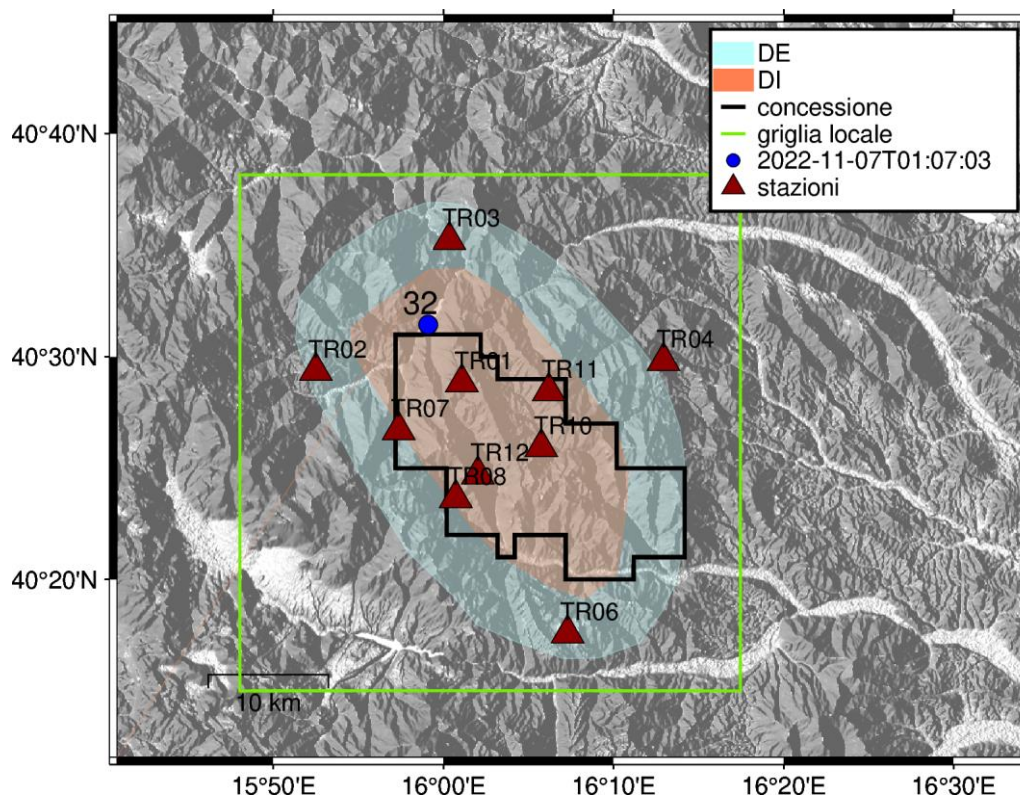 DE
DI
concessione
griglia locale
2022-11-07T01:07:03
stazioni
40°40'N
TR03
32
40°30'N
TR02
TR04
TR01
TR11
TR07
TR10
TR12
TR08
40°20'N
TR06
10 km
15°50'E
16°00'E
16°10'E
16°20'E
16°30'E